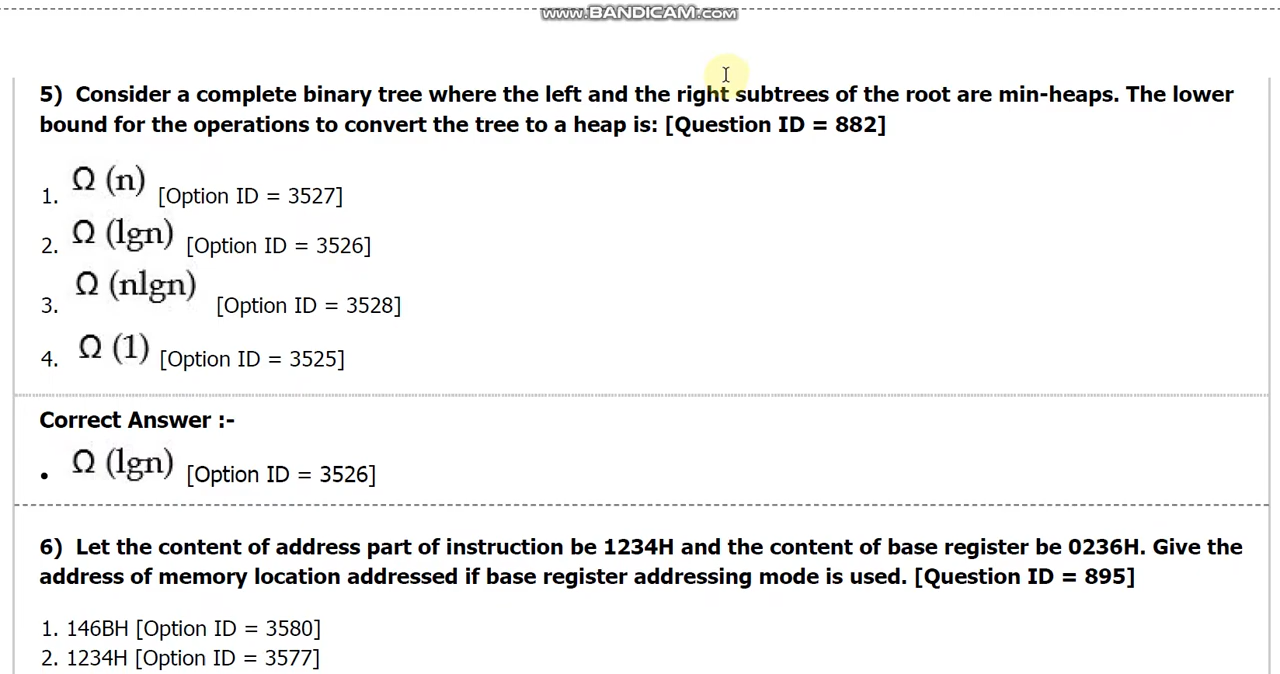 www.BANDICAM.com
5) Consider a complete binary tree where the left and the right subtrees of the root are min-heaps. The lower
bound for the operations to convert the tree to a heap is: [Question ID = 882]
1. Ω (n) [Option ID = 3527]
2. Ω (lgn) [Option ID = 3526]
3. Ω (nlgn) [Option ID = 3528]
4. Ω (1) [Option ID = 3525]
Correct Answer :-
• Ω (lgn) [Option ID = 3526]
6) Let the content of address part of instruction be 1234H and the content of base register be 0236H. Give the
address of memory location addressed if base register addressing mode is used. [Question ID = 895]
1. 146BH [Option ID = 3580]
2. 1234H [Option ID = 3577]